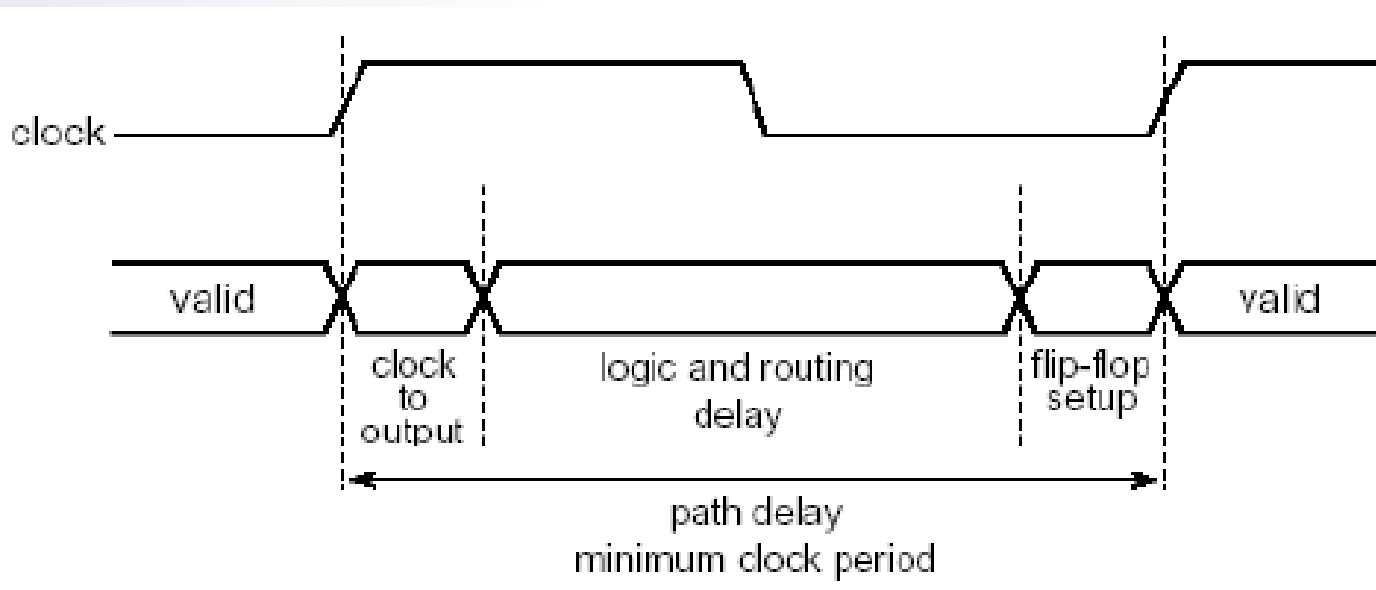 clock
valid
valid
clock
to
output
logic and routing
delay
flip-flop
setup
path delay
minimum clock period